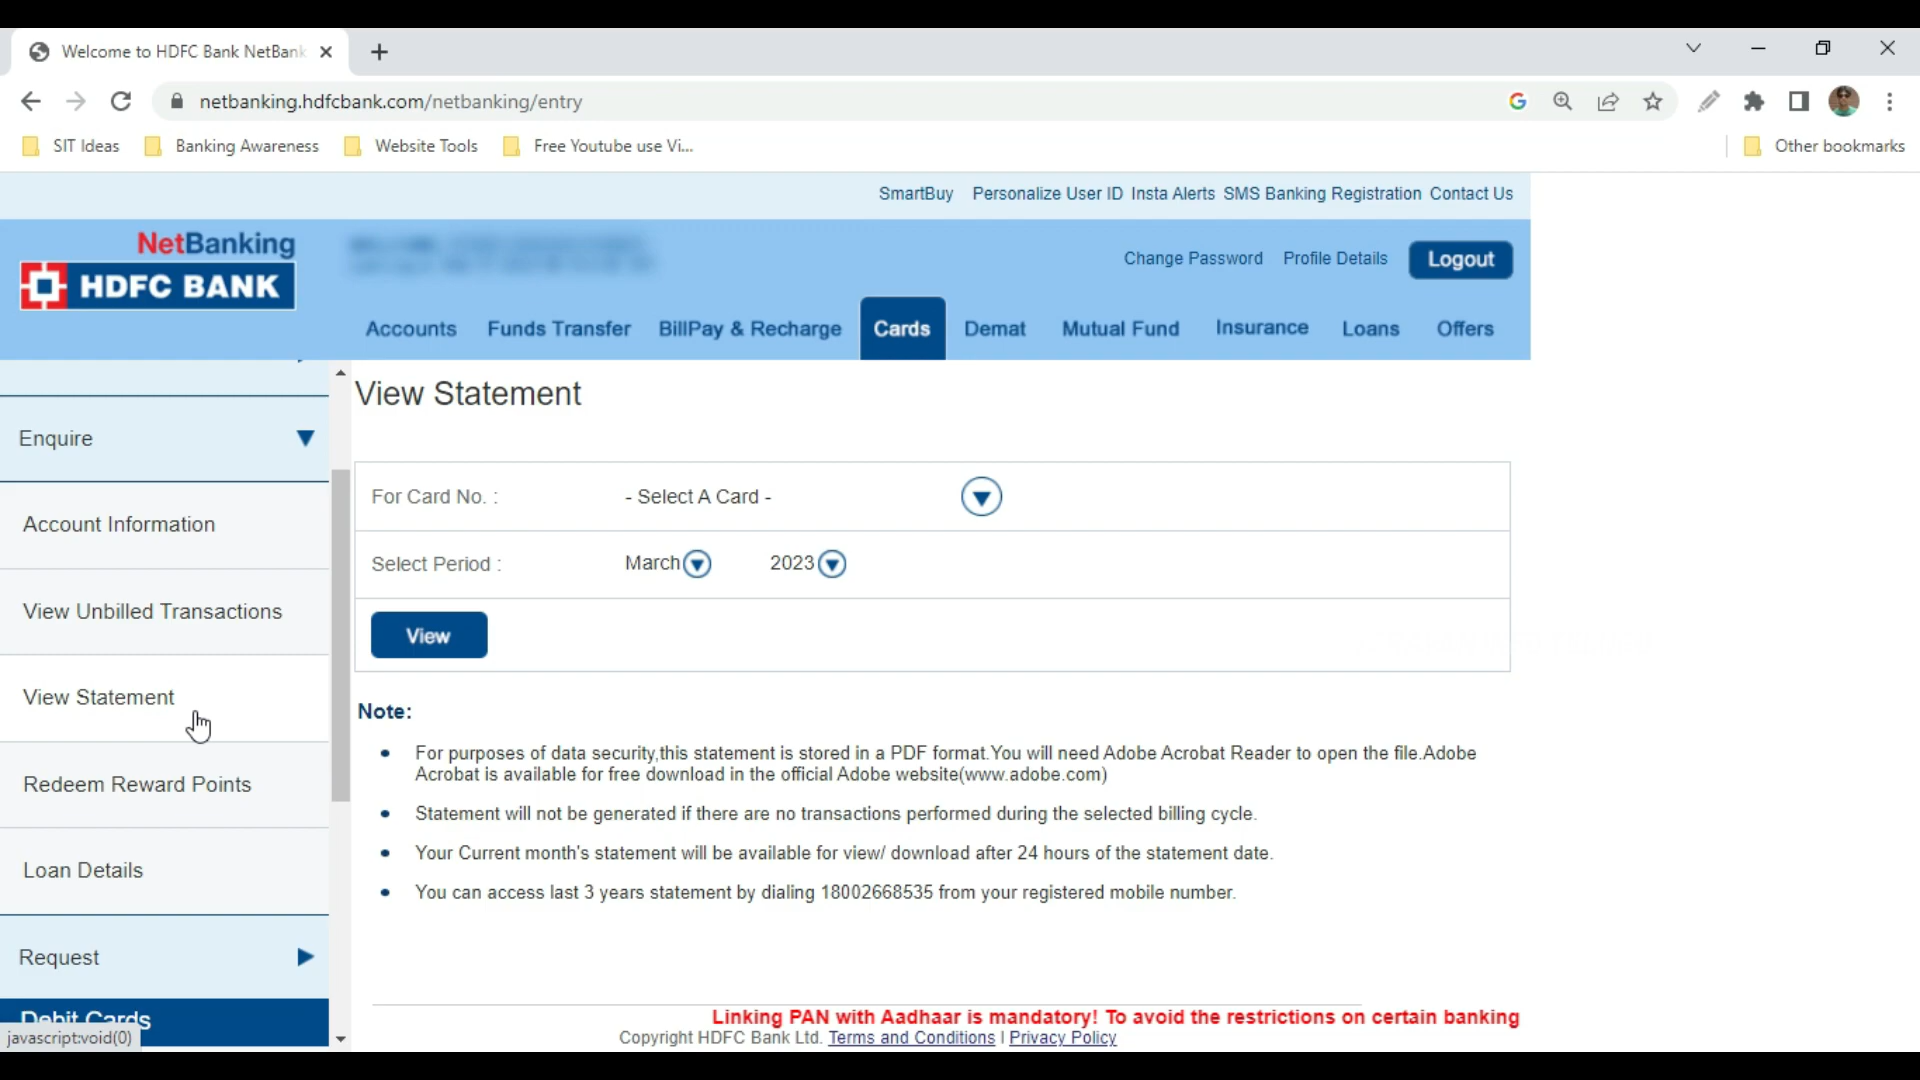 Welcome to HDFC Bank NetBank
netbanking.hdfcbank.com/netbanking/entry
SIT Ideas
Banking Awareness
Website Tools
Free Youtube use Vi...
Other bookmarks
SmartBuy Personalize User ID Insta Alerts SMS Banking Registration Contact Us
NetBanking
HDFC BANK
Change Password Profile Details Logout
Accounts Funds Transfer BillPay & Recharge Cards Demat Mutual Fund Insurance Loans Offers
Enquire
Account Information
View Unbilled Transactions
View Statement
Redeem Reward Points
Loan Details
Request
Debit Cards
javascript:void(0)
View Statement
For Card No. : - Select A Card -
Select Period : March 2023
View
Note:
For purposes of data security,this statement is stored in a PDF format.You will need Adobe Acrobat Reader to open the file.Adobe
Acrobat is available for free download in the official Adobe website(www.adobe.com)
Statement will not be generated if there are no transactions performed during the selected billing cycle.
Your Current month's statement will be available for view/ download after 24 hours of the statement date.
You can access last 3 years statement by dialing 18002668535 from your registered mobile number.
Linking PAN with Aadhaar is mandatory! To avoid the restrictions on certain banking
Copyright HDFC Bank Ltd. Terms and Conditions | Privacy Policy